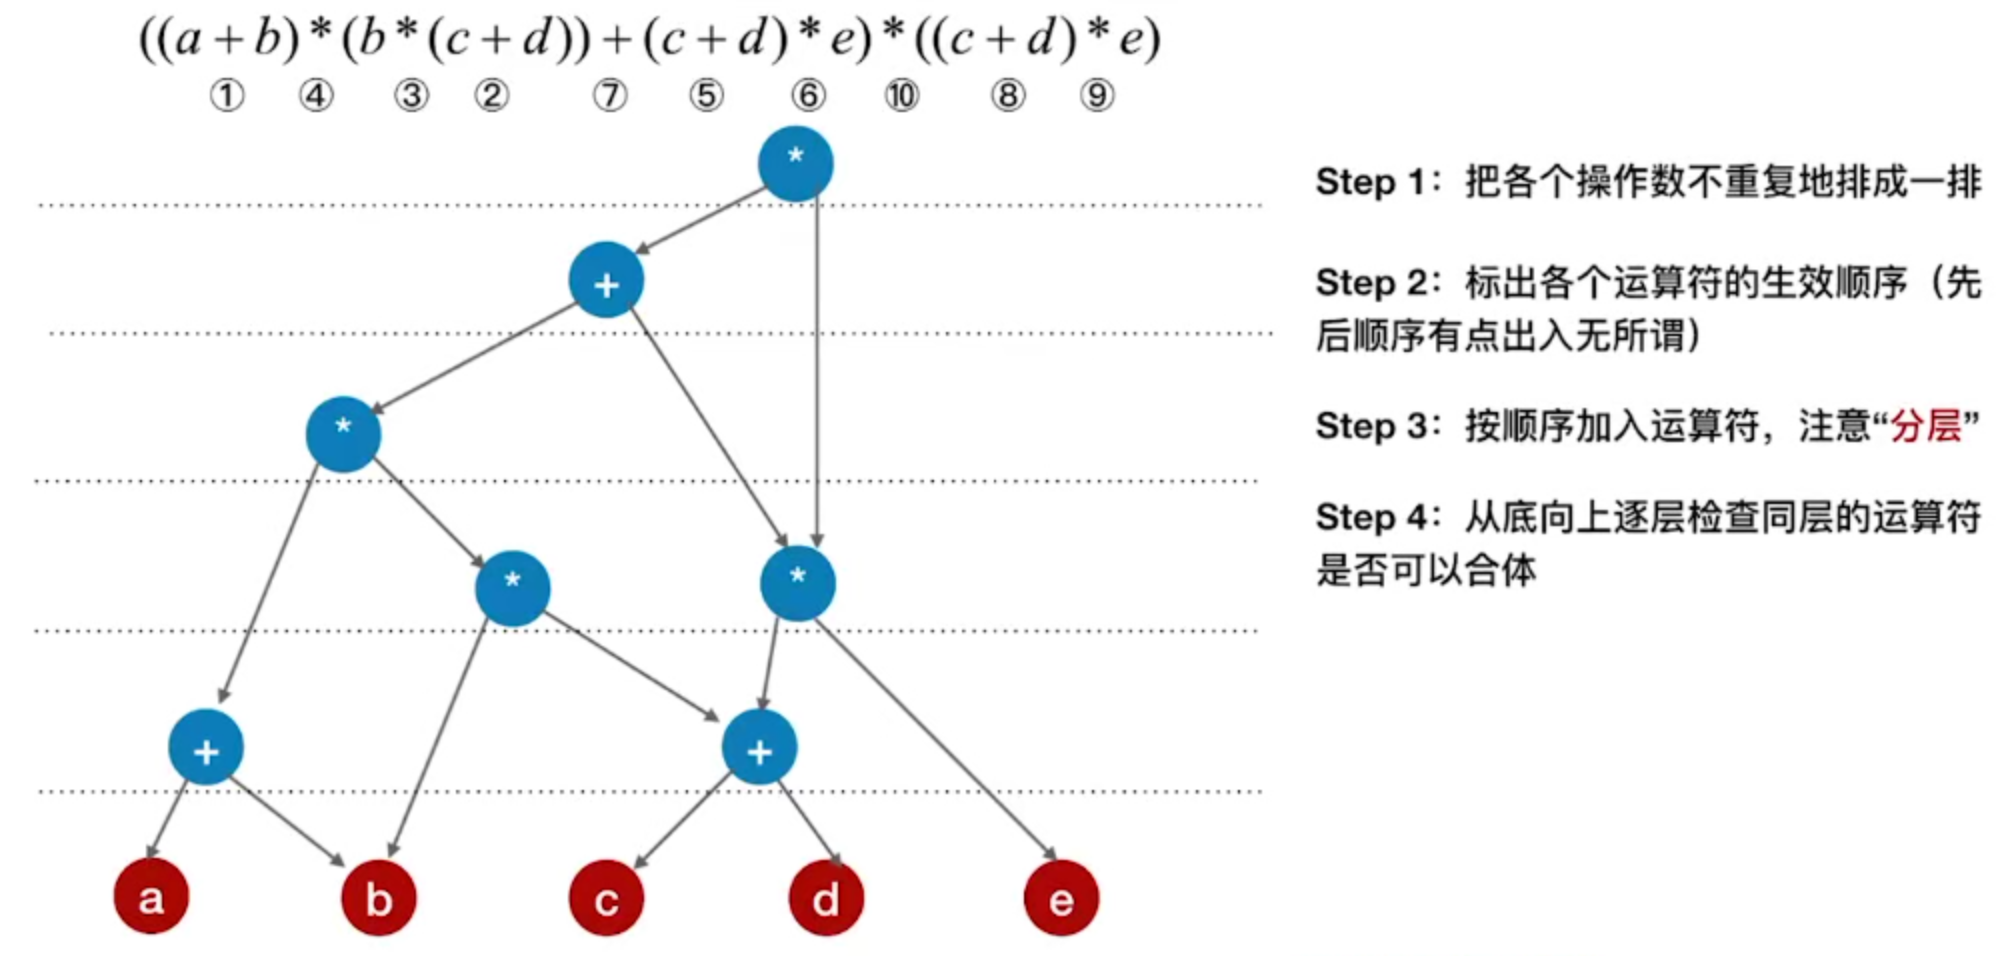 ((a+b)*(b*(c+d))+(c+d)*e)*((c+d)*e)
① ④ ③ ② ⑦ ⑤ ⑥ ⑩ ⑧ ⑨
*
+
*
* *
+ +
a b c d e
Step 1：把各个操作数不重复地排成一排
Step 2：标出各个运算符的生效顺序（先
后顺序有点出入无所谓）
Step 3：按顺序加入运算符，注意“分层”
Step 4：从底向上逐层检查同层的运算符
是否可以合体